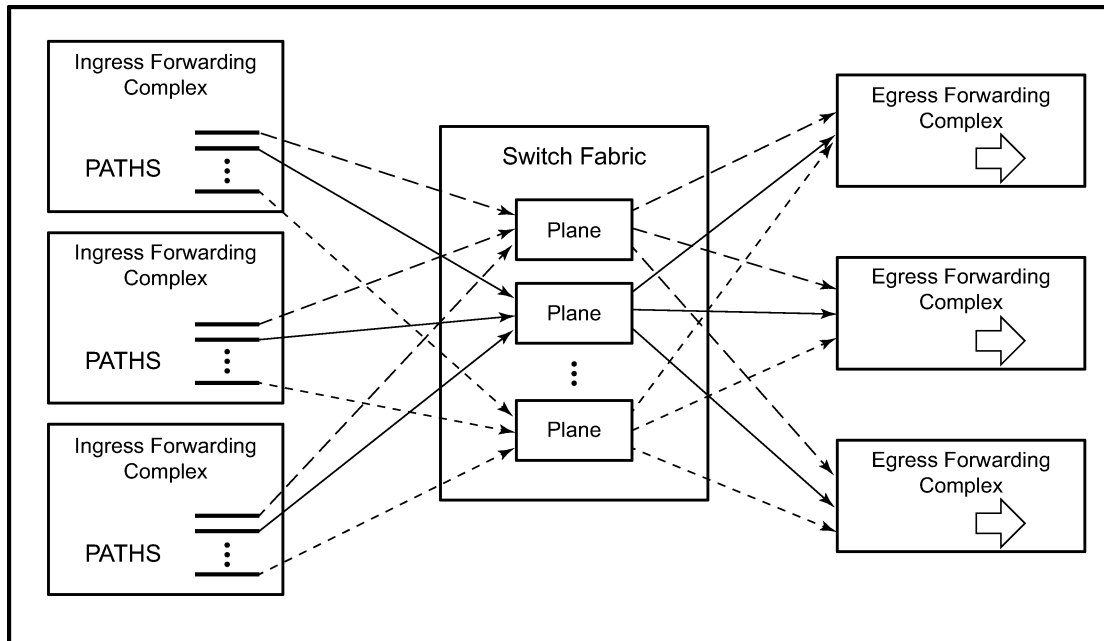 Ingress Forwarding
Complex
PATHS
Ingress Forwarding
Complex
PATHS
Ingress Forwarding
Complex
PATHS
Switch Fabric
Plane
Plane
Plane
Egress Forwarding
Complex
Egress Forwarding
Complex
Egress Forwarding
Complex